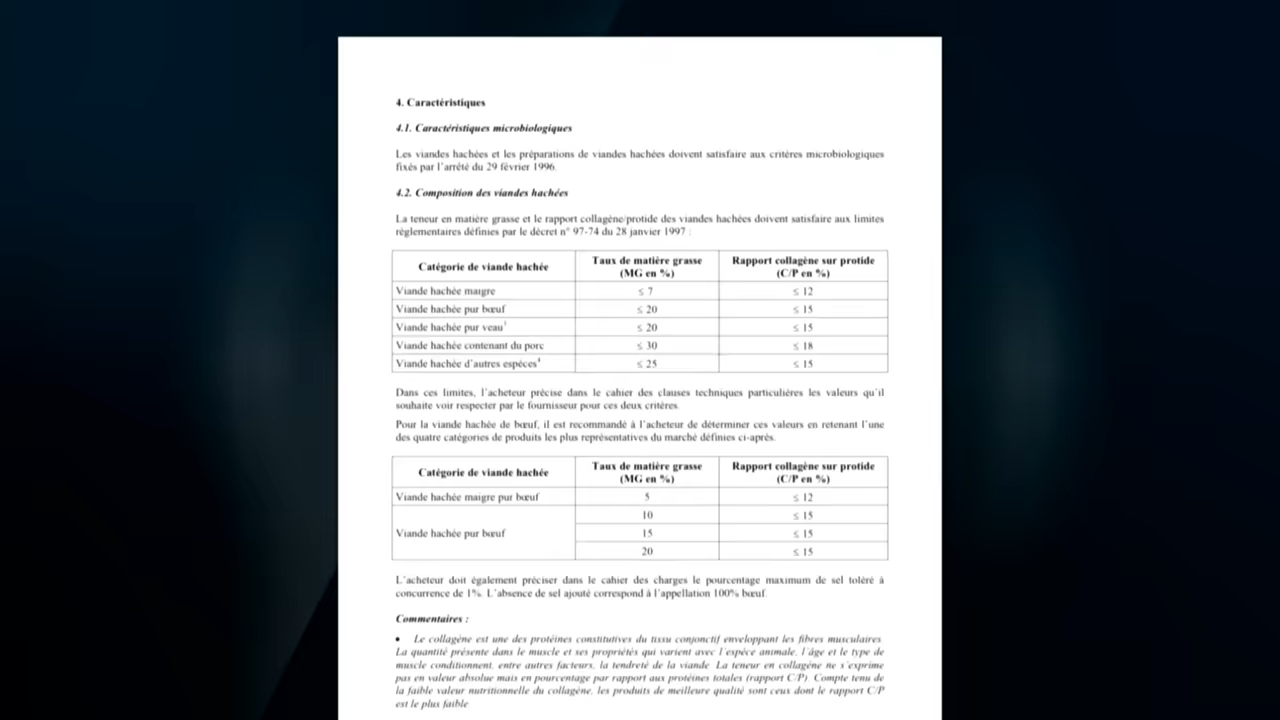 4. Caractéristiques
4.1. Caractéristiques microbiologiques
Les viandes hachées et les préparations de viandes hachées doivent satisfaire aux critères microbiologiques
fixés par l'arrêté du 29 février 1996.
4.2. Composition des viandes hachées
La teneur en matière grasse et le rapport collagène/protide des viandes hachées doivent satisfaire aux limites
réglementaires définies par le décret n° 97-74 du 28 janvier 1997 :
Catégorie de viande hachée
Taux de matière grasse
(MG en %)
Rapport collagène sur protide
(C/P en %)
Viande hachée maigre ≤ 7 ≤ 12
Viande hachée pur bœuf ≤ 20 ≤ 15
Viande hachée pur veau ≤ 20 ≤ 15
Viande hachée contenant du porc ≤ 30 ≤ 18
Viande hachée d'autres espèces ≤ 25 ≤ 15
Dans ces limites, l'acheteur précise dans le cahier des clauses techniques particulières les valeurs qu'il
souhaite voir respecter par le fournisseur pour ces deux critères.
Pour la viande hachée de bœuf, il est recommandé à l'acheteur de déterminer ces valeurs en retenant l'une
des quatre catégories de produits les plus représentatives du marché définies ci-après.
Catégorie de viande hachée
Taux de matière grasse
(MG en %)
Rapport collagène sur protide
(C/P en %)
Viande hachée maigre pur bœuf 5 ≤ 12
10 ≤ 15
Viande hachée pur bœuf 15 ≤ 15
20 ≤ 15
L'acheteur doit également préciser dans le cahier des charges le pourcentage maximum de sel toléré à
concurrence de 1%. L'absence de sel ajouté correspond à l'appellation 100% bœuf.
Commentaires :
• Le collagène est une des protéines constitutives du tissu conjonctif enveloppant les fibres musculaires.
La quantité présente dans le muscle et ses propriétés qui varient avec l'espèce animale, l'âge et le type de
muscle conditionnent, entre autres facteurs, la tendreté de la viande. La teneur en collagène ne s'exprime
pas en valeur absolue mais en pourcentage par rapport aux protéines totales (rapport C/P). Compte tenu de
la faible valeur nutritionnelle du collagène, les produits de meilleure qualité sont ceux dont le rapport C/P
est le plus faible.